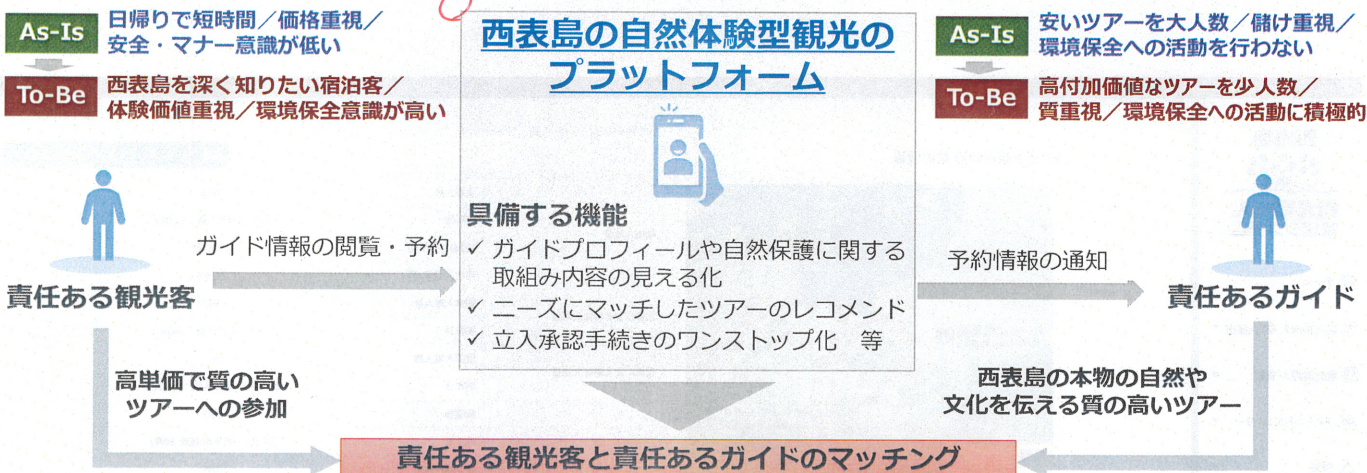 As-Is
日帰りで短時間／価格重視／
安全・マナー意識が低い
To-Be
西表島を深く知りたい宿泊客／
体験価値重視／環境保全意識が高い
西表島の自然体験型観光の
プラットフォーム
As-Is
安いツアーを大人数／儲け重視／
環境保全への活動を行わない
To-Be
高付加価値なツアーを少人数／
質重視／環境保全への活動に積極的
責任ある観光客
ガイド情報の閲覧・予約
具備する機能
✓ ガイドプロフィールや自然保護に関する
取組み内容の見える化
✓ ニーズにマッチしたツアーのレコメンド
✓ 立入承認手続きのワンストップ化　等
予約情報の通知
責任あるガイド
高単価で質の高い
ツアーへの参加
西表島の本物の自然や
文化を伝える質の高いツアー
責任ある観光客と責任あるガイドのマッチング